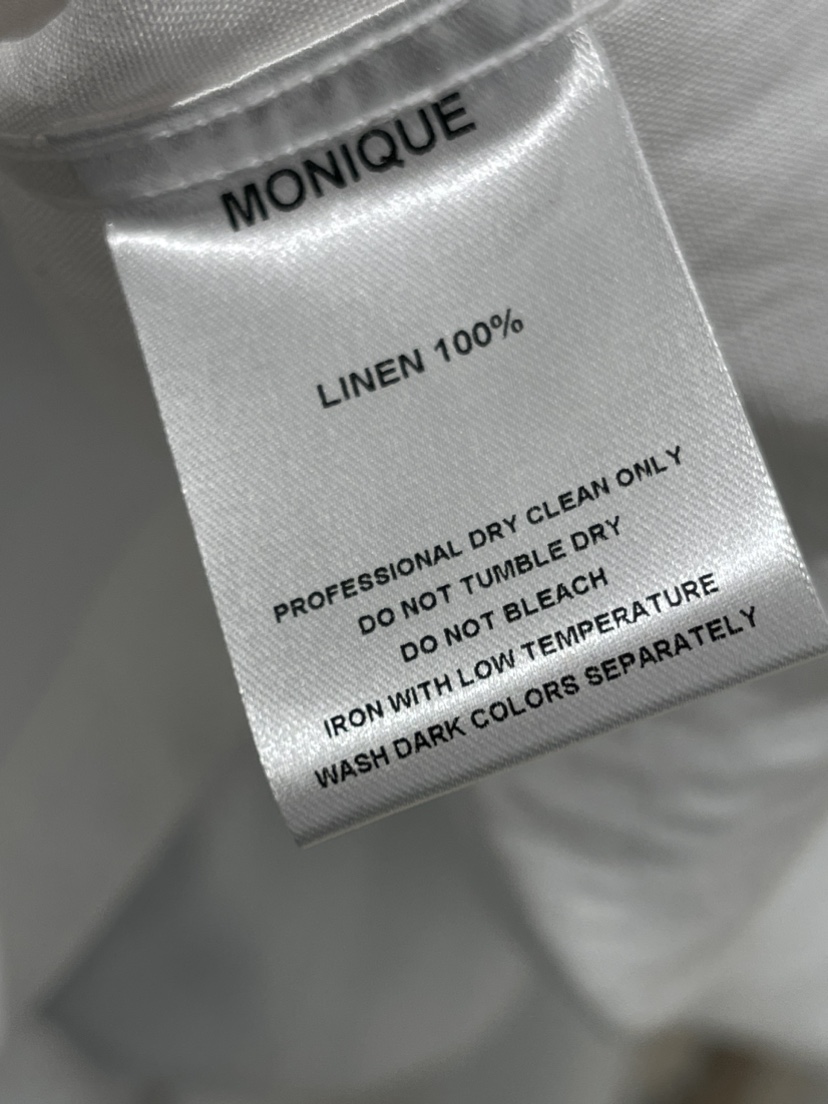 MONIQUE
LINEN 100%
PROFESSIONAL DRY CLEAN ONLY
DO NOT TUMBLE DRY
DO NOT BLEACH
IRON WITH LOW TEMPERATURE
WASH DARK COLORS SEPARATELY